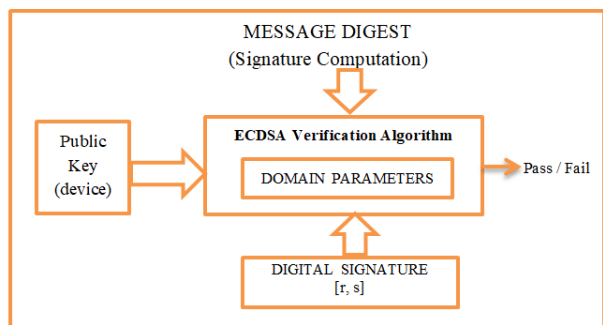 MESSAGE DIGEST
(Signature Computation)
Public
Key
(device)
ECDSA Verification Algorithm
DOMAIN PARAMETERS
Pass / Fail
DIGITAL SIGNATURE
[r, s]